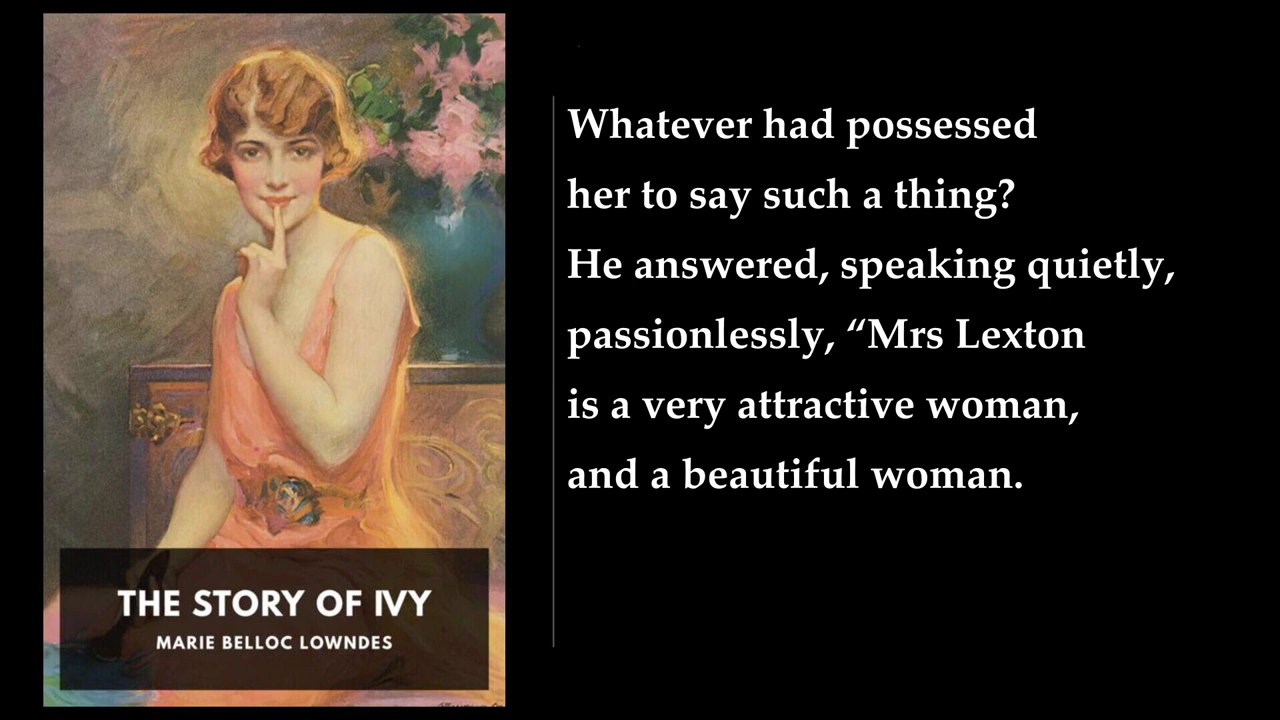 THE STORY OF IVY
MARIE BELLOC LOWNDES
Whatever had possessed
her to say such a thing?
He answered, speaking quietly,
passionlessly, “Mrs Lexton
is a very attractive woman,
and a beautiful woman.